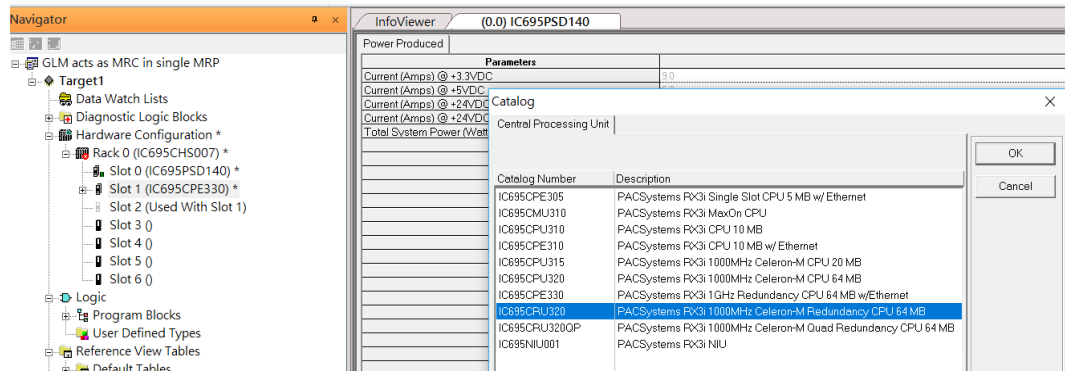 Navigator
InfoViewer
(0.0) IC695PSD140
GLM acts as MRC in single MRP
Target1
Data Watch Lists
Diagnostic Logic Blocks
Hardware Configuration *
Rack 0 (IC695CHS007) *
Slot 0 (IC695PSD140) *
Slot 1 (IC695CPE330) *
Slot 2 (Used With Slot 1)
Slot 3 ()
Slot 4 ()
Slot 5 ()
Slot 6 ()
Logic
Program Blocks
User Defined Types
Reference View Tables
Default Tables
Power Produced
Parameters
Current (Amps) @ +3.3VDC
9.0
Current (Amps) @ +5VDC
Current (Amps) @ +24VDC
Current (Amps) @ +24VDC
Total System Power (Watt
Catalog
Central Processing Unit
OK
Cancel
Catalog Number Description
IC695CPE305 PACSystems RX3i Single Slot CPU 5 MB w/ Ethernet
IC695CMU310 PACSystems RX3i MaxOn CPU
IC695CPU310 PACSystems RX3i CPU 10 MB
IC695CPE310 PACSystems RX3i CPU 10 MB w/ Ethernet
IC695CPU315 PACSystems RX3i 1000MHz Celeron-M CPU 20 MB
IC695CPU320 PACSystems RX3i 1000MHz Celeron-M CPU 64 MB
IC695CPE330 PACSystems RX3i 1GHz Redundancy CPU 64 MB w/Ethernet
IC695CRU320 PACSystems RX3i 1000MHz Celeron-M Redundancy CPU 64 MB
IC695CRU320QP PACSystems RX3i 1000MHz Celeron-M Quad Redundancy CPU 64 MB
IC695NIU001 PACSystems RX3i NIU